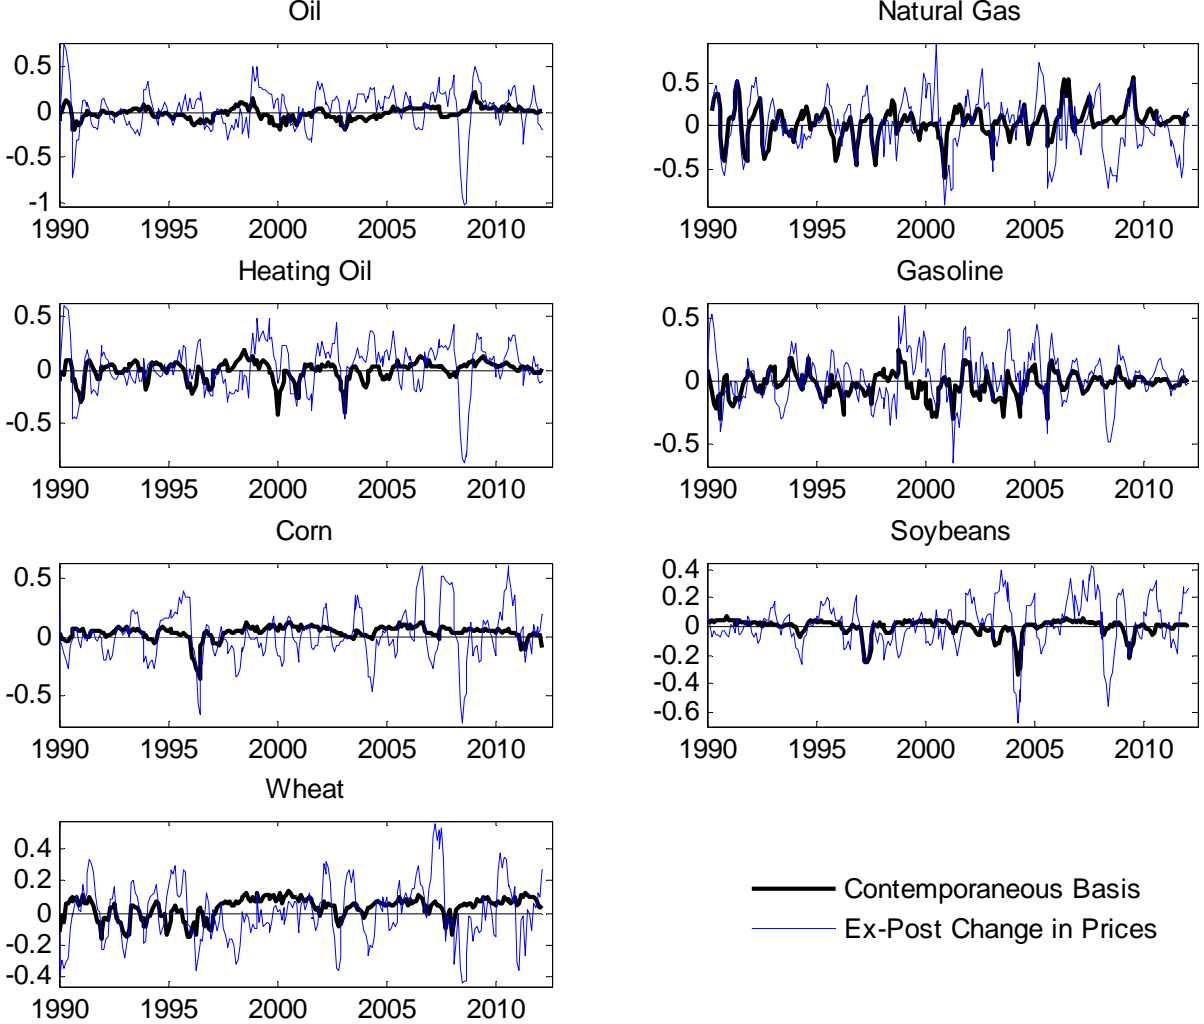 Oil
0.5
0
-0.5
-1
1990 1995 2000 2005 2010
Natural Gas
0.5
0
-0.5
1990 1995 2000 2005 2010
Heating Oil
0.5
0
-0.5
1990 1995 2000 2005 2010
Gasoline
0.5
0
-0.5
1990 1995 2000 2005 2010
Corn
0.5
0
-0.5
1990 1995 2000 2005 2010
Soybeans
0.4
0.2
0
-0.2
-0.4
-0.6
1990 1995 2000 2005 2010
Wheat
0.4
0.2
0
-0.2
-0.4
1990 1995 2000 2005 2010
Contemporaneous Basis
Ex-Post Change in Prices